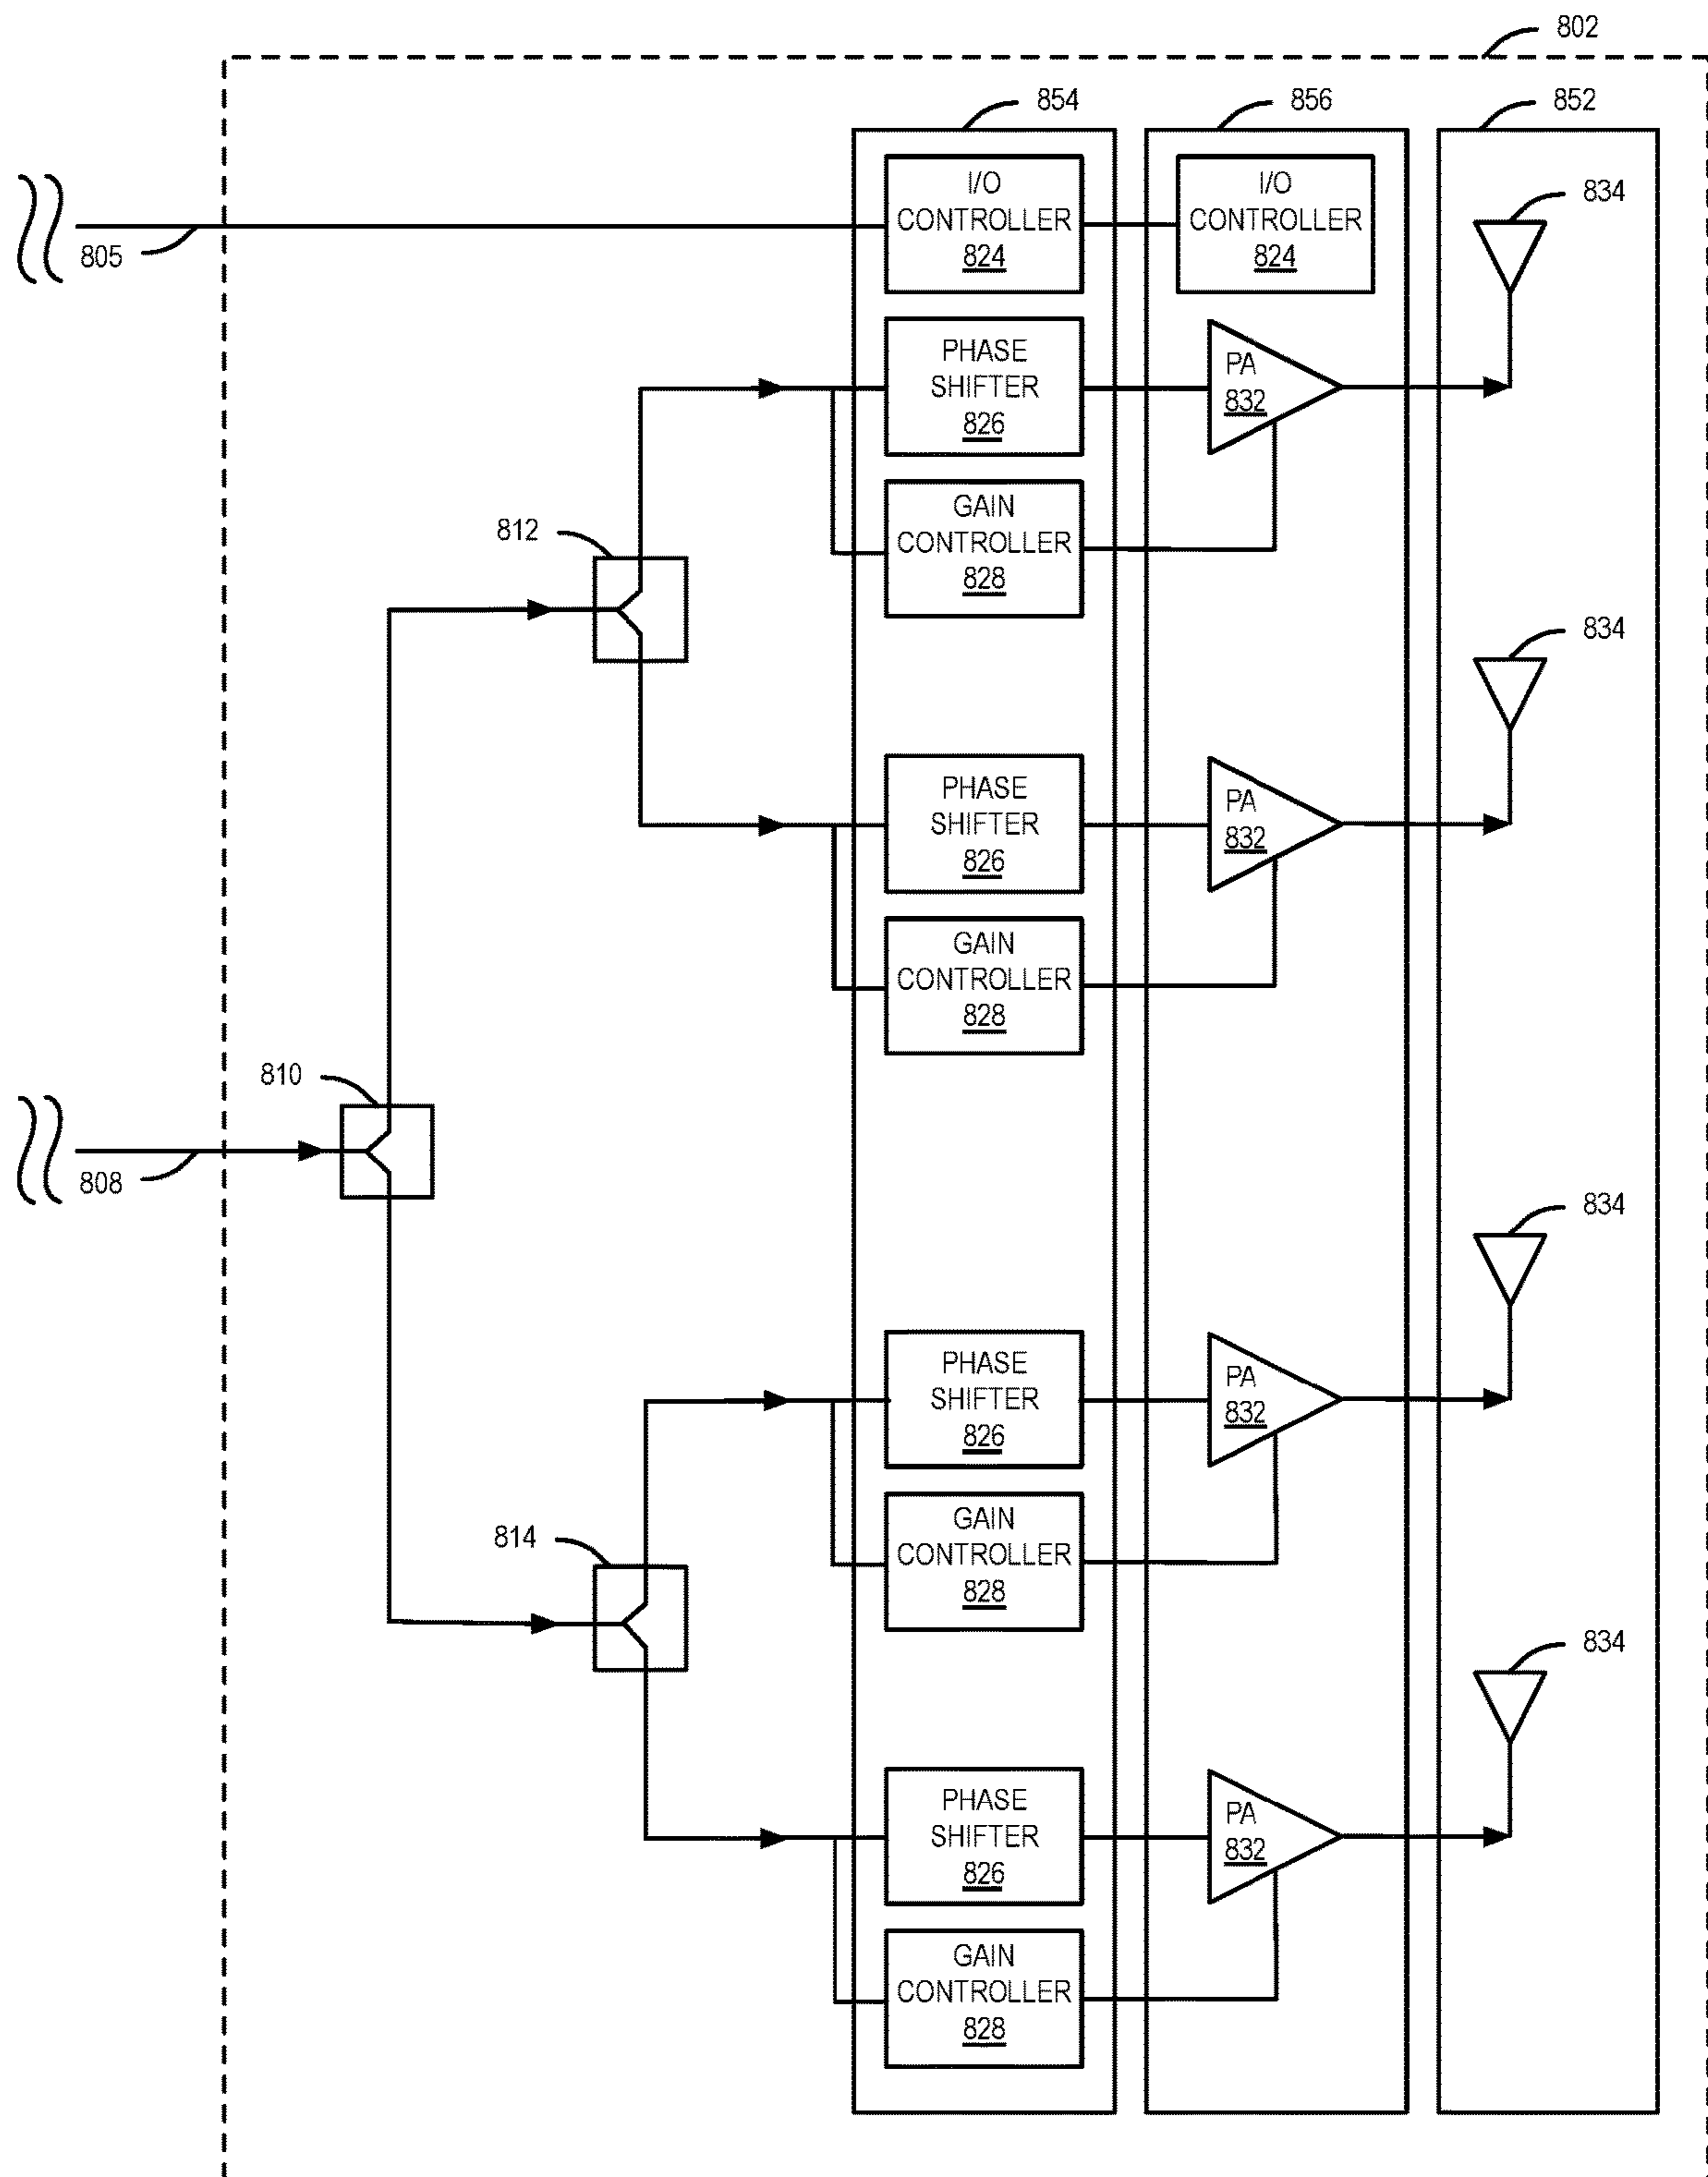 802
854
856
852
I/O
CONTROLLER
824
I/O
CONTROLLER
824
834
805
PHASE
SHIFTER
826
PA
832
GAIN
CONTROLLER
828
812
834
PHASE
SHIFTER
826
PA
832
GAIN
CONTROLLER
828
810
808
834
PHASE
SHIFTER
826
PA
832
GAIN
CONTROLLER
828
814
834
PHASE
SHIFTER
826
PA
832
GAIN
CONTROLLER
828